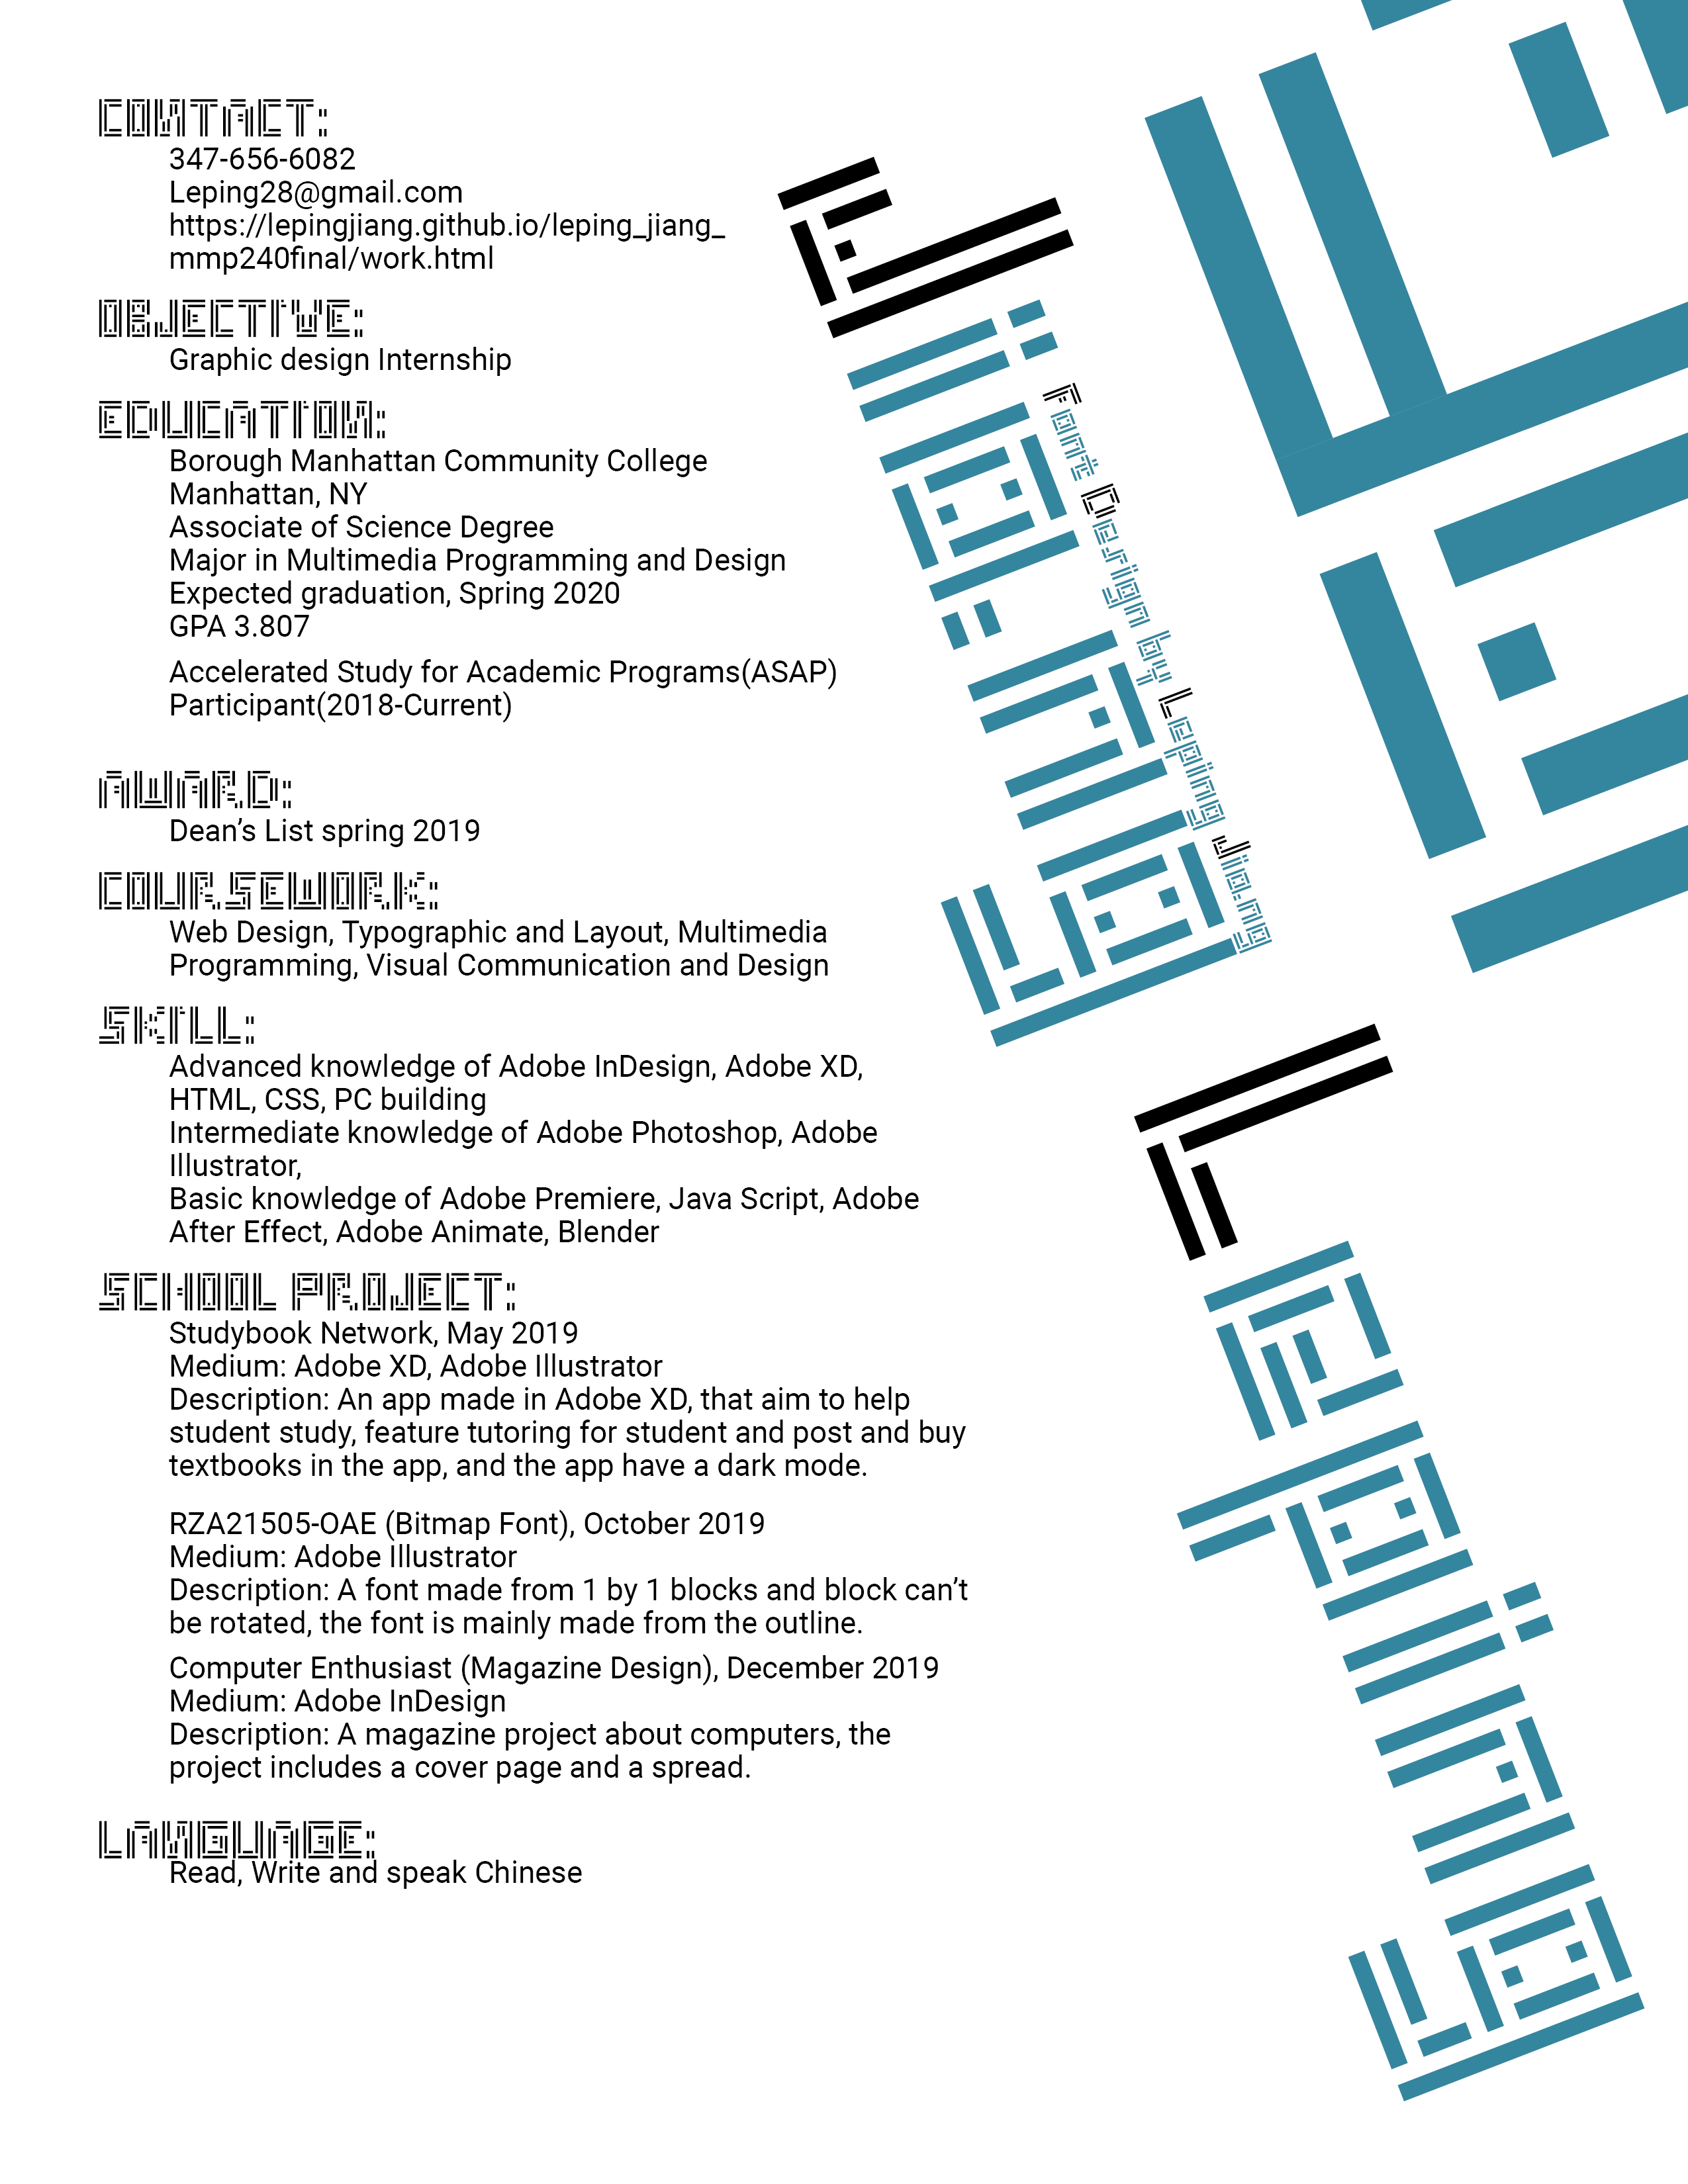 CONTACT:
347-656-6082
Leping28@gmail.com
https://lepingjiang.github.io/leping_jiang_
mmp240final/work.html
OBJECTIVE:
Graphic design Internship
EDUCATION:
Borough Manhattan Community College
Manhattan, NY
Associate of Science Degree
Major in Multimedia Programming and Design
Expected graduation, Spring 2020
GPA 3.807
Accelerated Study for Academic Programs(ASAP)
Participant(2018-Current)
AWARD:
Dean’s List spring 2019
COURSEWORK:
Web Design, Typographic and Layout, Multimedia
Programming, Visual Communication and Design
SKILL:
Advanced knowledge of Adobe InDesign, Adobe XD,
HTML, CSS, PC building
Intermediate knowledge of Adobe Photoshop, Adobe
Illustrator,
Basic knowledge of Adobe Premiere, Java Script, Adobe
After Effect, Adobe Animate, Blender
SCHOOL PROJECT:
Studybook Network, May 2019
Medium: Adobe XD, Adobe Illustrator
Description: An app made in Adobe XD, that aim to help
student study, feature tutoring for student and post and buy
textbooks in the app, and the app have a dark mode.
RZA21505-OAE (Bitmap Font), October 2019
Medium: Adobe Illustrator
Description: A font made from 1 by 1 blocks and block can’t
be rotated, the font is mainly made from the outline.
Computer Enthusiast (Magazine Design), December 2019
Medium: Adobe InDesign
Description: A magazine project about computers, the
project includes a cover page and a spread.
LANGUAGE:
Read, Write and speak Chinese
Leping
Jiang
Font Design by Leping Jiang